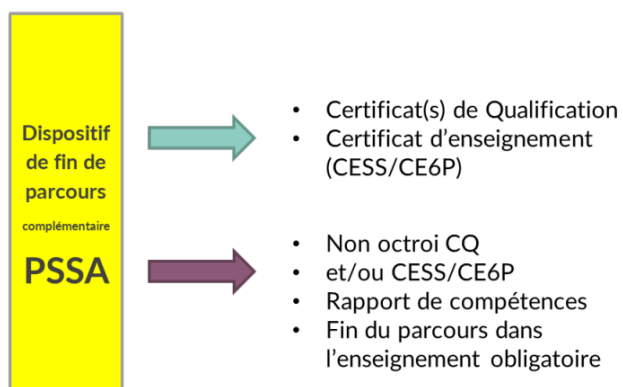 Dispositif
de fin de
parcours
complémentaire
PSSA
• Certificat(s) de Qualification
• Certificat d'enseignement
(CESS/CE6P)
• Non octroi CQ
• et/ou CESS/CE6P
• Rapport de compétences
• Fin du parcours dans
l'enseignement obligatoire